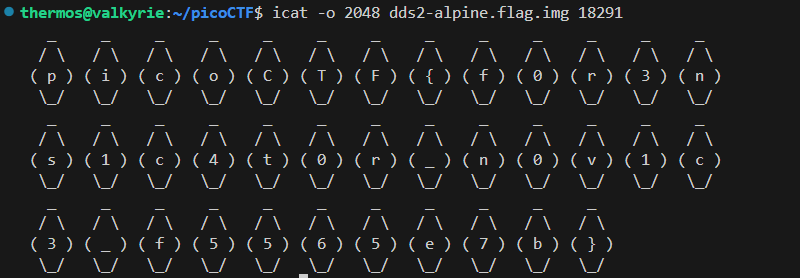 thermos@valkyrie:~/picoCTF$ icat -o 2048 dds2-alpine.flag.img 18291
  _     _     _     _     _     _     _     _     _     _     _     _
 / \   / \   / \   / \   / \   / \   / \   / \   / \   / \   / \   / \
( p ) ( i ) ( c ) ( o ) ( C ) ( T ) ( F ) ( { ) ( f ) ( 0 ) ( r ) ( 3 ) ( n )
 \_/   \_/   \_/   \_/   \_/   \_/   \_/   \_/   \_/   \_/   \_/   \_/   \_/
  _     _     _     _     _     _     _     _     _     _     _     _     _
 / \   / \   / \   / \   / \   / \   / \   / \   / \   / \   / \   / \   / \
( s ) ( 1 ) ( c ) ( 4 ) ( t ) ( 0 ) ( r ) ( _ ) ( n ) ( 0 ) ( v ) ( 1 ) ( c )
 \_/   \_/   \_/   \_/   \_/   \_/   \_/   \_/   \_/   \_/   \_/   \_/   \_/
  _     _     _     _     _     _     _     _     _     _     _
 / \   / \   / \   / \   / \   / \   / \   / \   / \   / \   / \
( 3 ) ( _ ) ( f ) ( 5 ) ( 5 ) ( 6 ) ( 5 ) ( e ) ( 7 ) ( b ) ( } )
 \_/   \_/   \_/   \_/   \_/   \_/   \_/   \_/   \_/   \_/   \_/